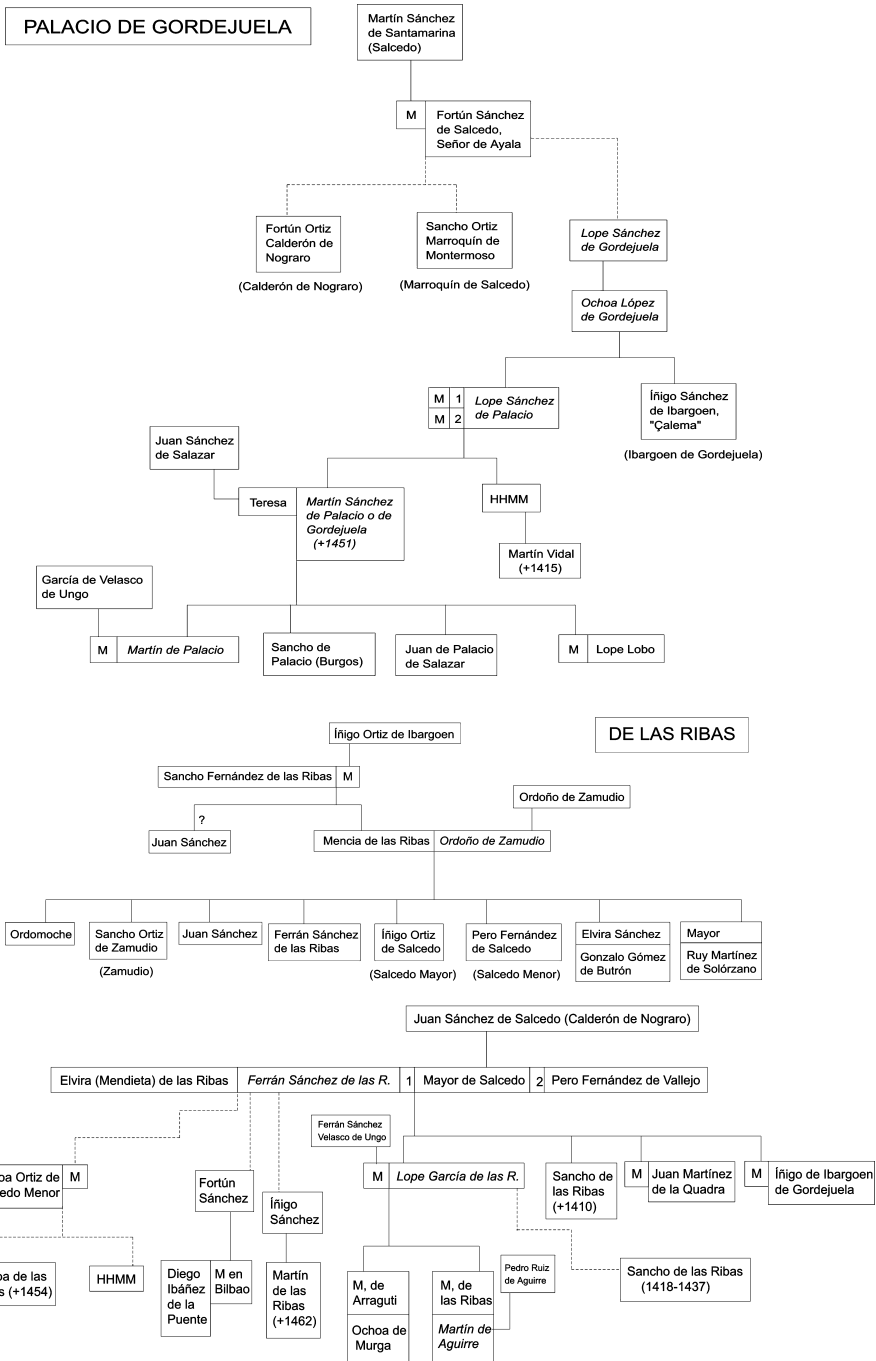 PALACIO DE GORDEJUELA
Martín Sánchez
de Santamarina
(Salcedo)
M
Fortún Sánchez
de Salcedo,
Señor de Ayala
Fortún Ortiz
Calderón de
Nograro
(Calderón de Nograro)
Sancho Ortiz
Marroquín de
Montermoso
(Marroquín de Salcedo)
Lope Sánchez
de Gordejuela
Ochoa López
de Gordejuela
M 1
M 2
Lope Sánchez
de Palacio
Íñigo Sánchez
de Ibargoen,
"Çalema"
(Ibargoen de Gordejuela)
Juan Sánchez
de Salazar
Teresa
Martín Sánchez
de Palacio o de
Gordejuela
(+1451)
HHMM
Martín Vidal
(+1415)
García de Velasco
de Ungo
M
Martín de Palacio
Sancho de
Palacio (Burgos)
Juan de Palacio
de Salazar
M
Lope Lobo
DE LAS RIBAS
Íñigo Ortiz de Ibargoen
Sancho Fernández de las Ribas
M
Ordoño de Zamudio
?
Juan Sánchez
Mencia de las Ribas
Ordoño de Zamudio
Ordomoche
Sancho Ortiz
de Zamudio
(Zamudio)
Juan Sánchez
Ferrán Sánchez
de las Ribas
Íñigo Ortiz
de Salcedo
(Salcedo Mayor)
Pero Fernández
de Salcedo
(Salcedo Menor)
Elvira Sánchez
Gonzalo Gómez
de Butrón
Mayor
Ruy Martínez
de Solórzano
Juan Sánchez de Salcedo (Calderón de Nograro)
Elvira (Mendieta) de las Ribas
Ferrán Sánchez de las R.
1
Mayor de Salcedo
2
Pero Fernández de Vallejo
Ferrán Sánchez
Velasco de Ungo
oa Ortiz de
edo Menor
M
Fortún
Sánchez
Íñigo
Sánchez
M
Lope García de las R.
Sancho de
las Ribas
(+1410)
M
Juan Martínez
de la Quadra
M
Íñigo de Ibargoen
de Gordejuela
a de las
s (+1454)
HHMM
Diego
Ibáñez
de la
Puente
M en
Bilbao
Martín
de las
Ribas
(+1462)
M, de
Arraguti
Ochoa de
Murga
M, de
las Ribas
Martín de
Aguirre
Pedro Ruiz
de Aguirre
Sancho de las Ribas
(1418-1437)